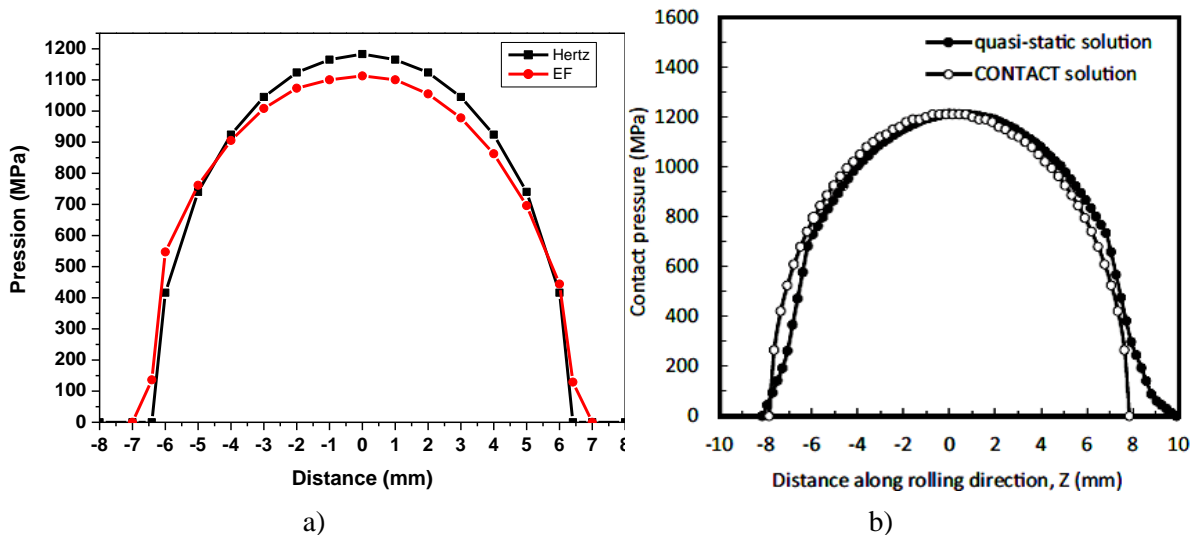 1200
1100
1000
900
800
700
600
500
400
300
200
100
0
Pression (MPa)
Hertz
EF
-8 -7 -6 -5 -4 -3 -2 -1 0 1 2 3 4 5 6 7 8
Distance (mm)
a)
1600
1400
1200
1000
800
600
400
200
0
Contact pressure (MPa)
quasi-static solution
CONTACT solution
-10 -8 -6 -4 -2 0 2 4 6 8 10
Distance along rolling direction, Z (mm)
b)